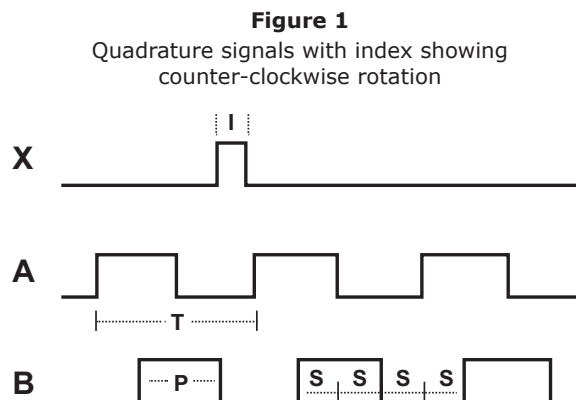 Figure 1
Quadrature signals with index showing
counter-clockwise rotation
I
X
A
T
B
P
S S S S